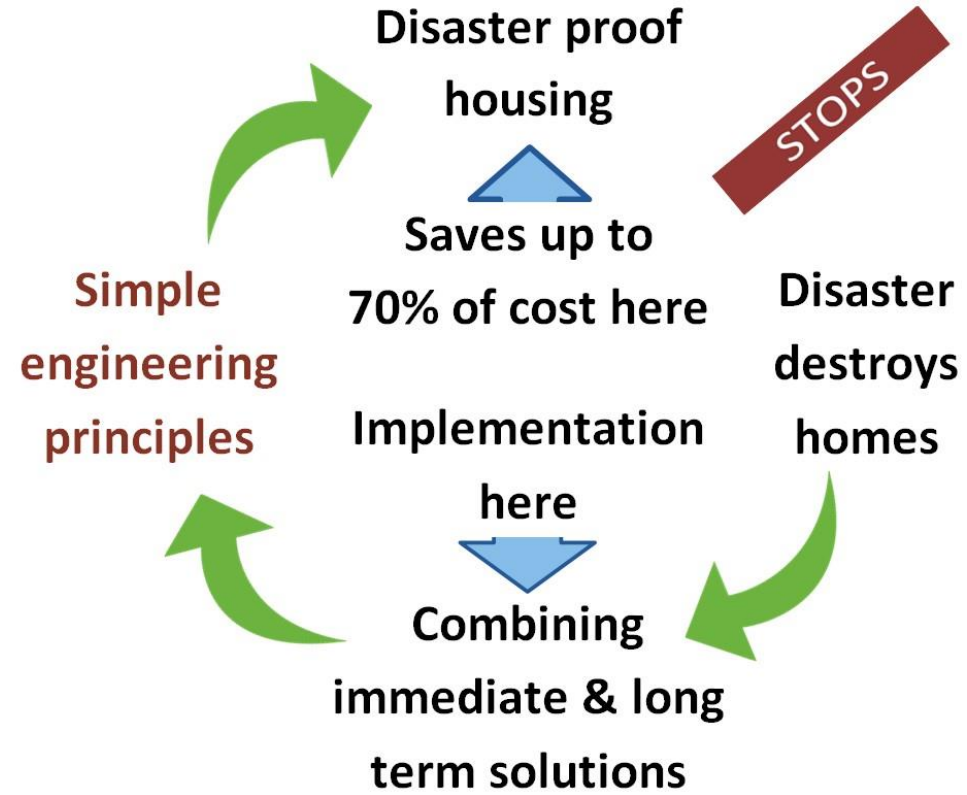 Disaster proof
housing
STOPS
Saves up to
70% of cost here
Simple
engineering
principles
Disaster
destroys
homes
Implementation
here
Combining
immediate & long
term solutions